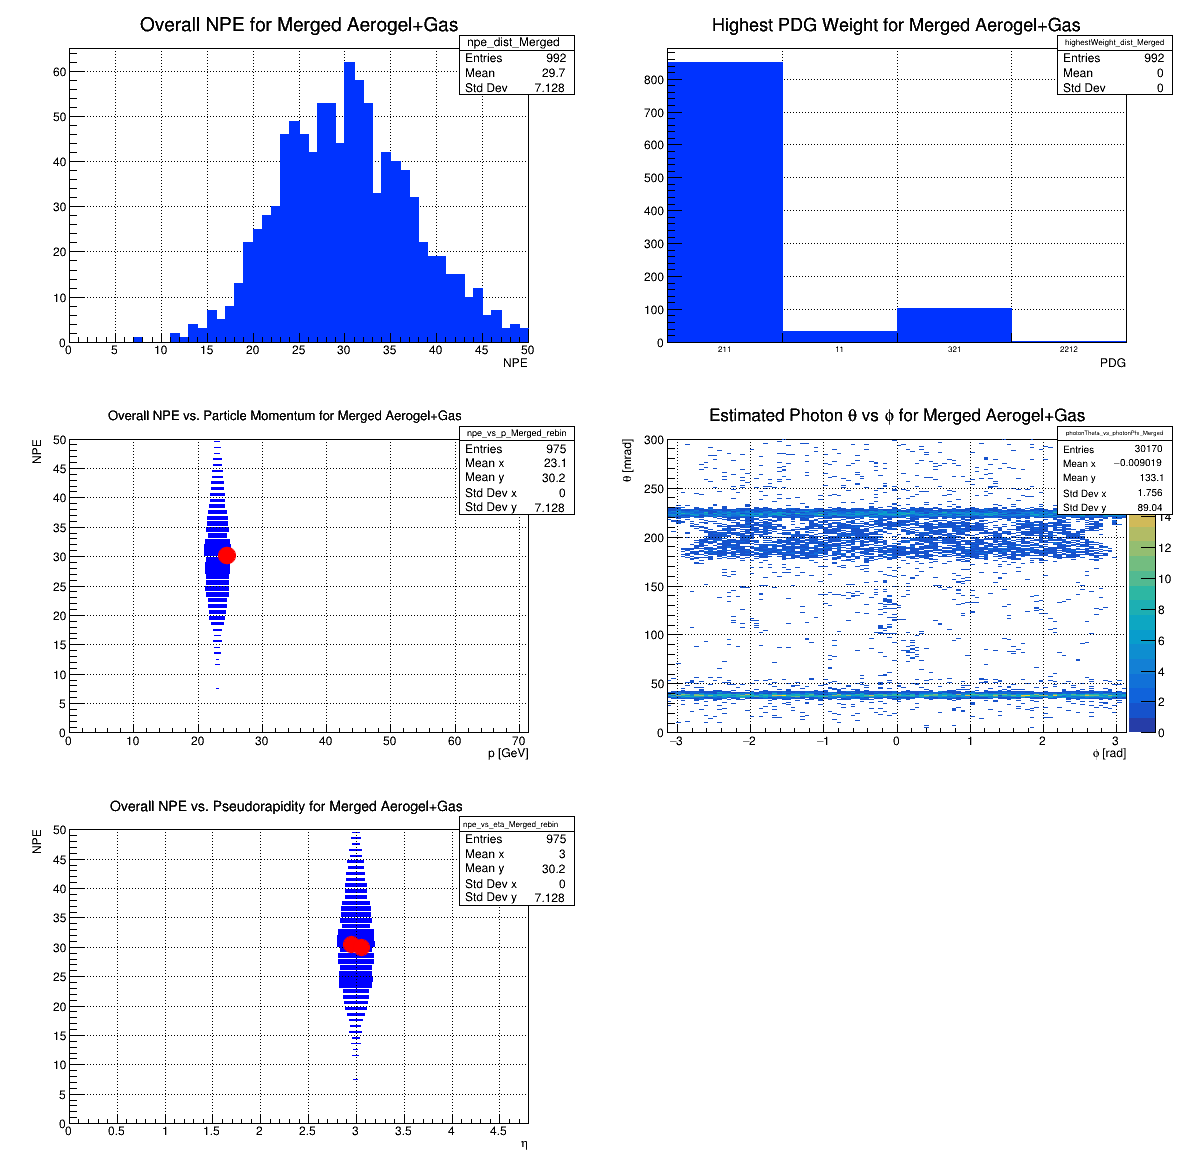 Overall NPE for Merged Aerogel+Gas
npe_dist_Merged
Entries 992
Mean 29.7
Std Dev 7.128
60
50
40
30
20
10
0
0 5 10 15 20 25 30 35 40 45 50
NPE
Highest PDG Weight for Merged Aerogel+Gas
highestWeight_dist_Merged
Entries 992
Mean 0
Std Dev 0
800
700
600
500
400
300
200
100
0
211 11 321 2212
PDG
Overall NPE vs. Particle Momentum for Merged Aerogel+Gas
npe_vs_p_Merged_rebin
Entries 975
Mean x 23.1
Mean y 30.2
Std Dev x 0
Std Dev y 7.128
NPE
50
45
40
35
30
25
20
15
10
5
0
0 10 20 30 40 50 60 70
p [GeV]
Estimated Photon θ vs ϕ for Merged Aerogel+Gas
photonTheta_vs_photonPhi_Merged
Entries 30170
Mean x −0.009019
Mean y 133.1
Std Dev x 1.756
Std Dev y 89.04
θ [mrad]
300
250
200
150
100
50
0
−3 −2 −1 0 1 2 3
ϕ [rad]
14
12
10
8
6
4
2
0
Overall NPE vs. Pseudorapidity for Merged Aerogel+Gas
npe_vs_eta_Merged_rebin
Entries 975
Mean x 3
Mean y 30.2
Std Dev x 0
Std Dev y 7.128
NPE
50
45
40
35
30
25
20
15
10
5
0
0 0.5 1 1.5 2 2.5 3 3.5 4 4.5
η